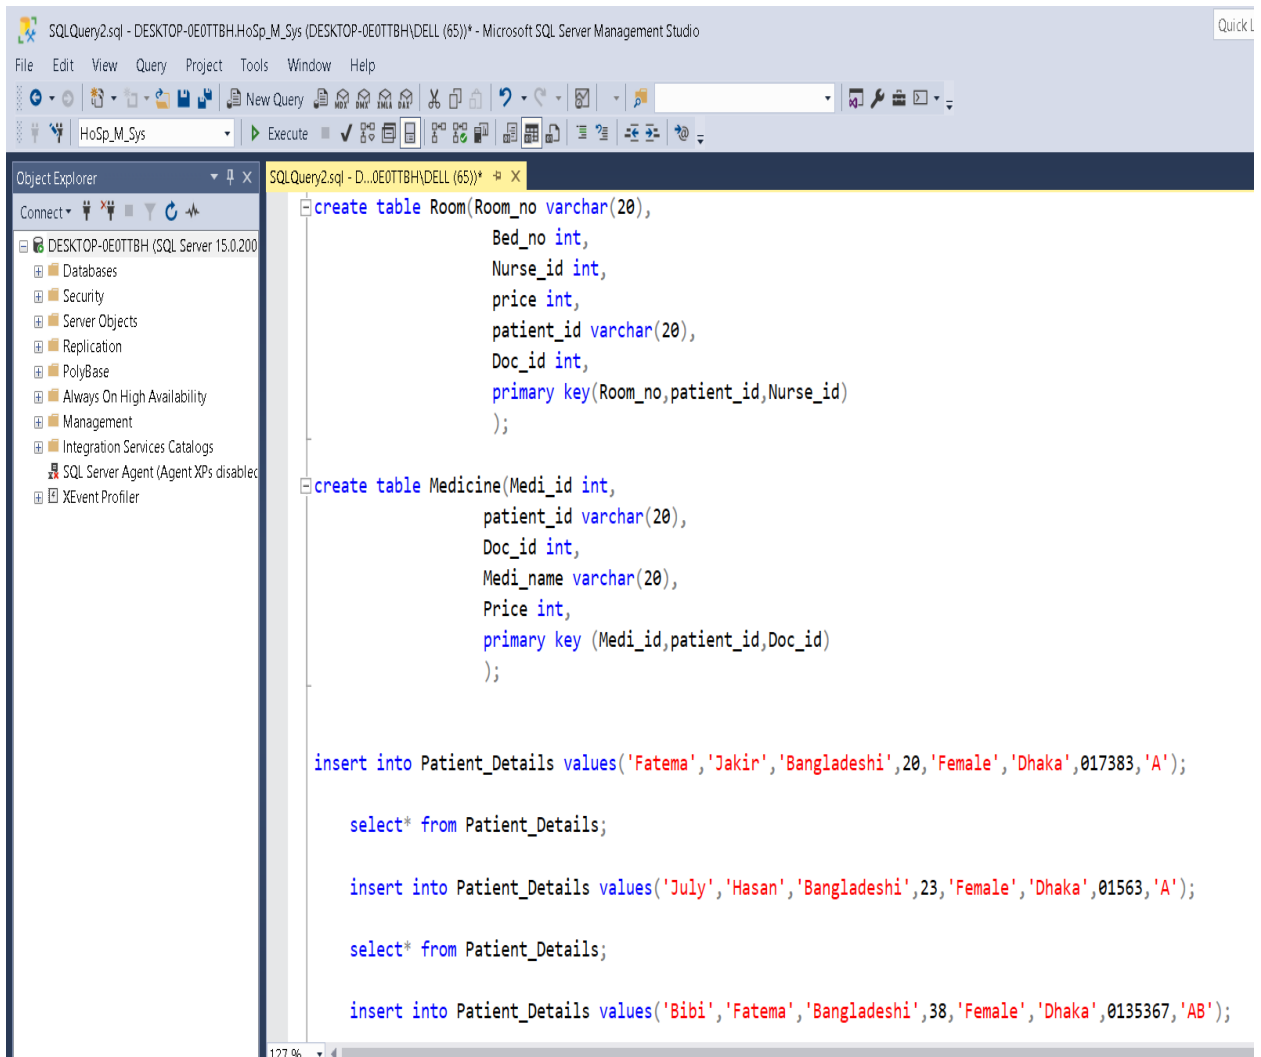 SQLQuery2.sql - DESKTOP-0E0TTBH.HoSp_M_Sys (DESKTOP-0E0TTBH\DELL (65))* - Microsoft SQL Server Management Studio
Quick L
File Edit View Query Project Tools Window Help
New Query MDX DMX XMLA DAX
HoSp_M_Sys Execute
Object Explorer
SQLQuery2.sql - D...0E0TTBH\DELL (65))*
Connect
DESKTOP-0E0TTBH (SQL Server 15.0.200
Databases
Security
Server Objects
Replication
PolyBase
Always On High Availability
Management
Integration Services Catalogs
SQL Server Agent (Agent XPs disabled
XEvent Profiler
create table Room(Room_no varchar(20),
Bed_no int,
Nurse_id int,
price int,
patient_id varchar(20),
Doc_id int,
primary key(Room_no,patient_id,Nurse_id)
);
create table Medicine(Medi_id int,
patient_id varchar(20),
Doc_id int,
Medi_name varchar(20),
Price int,
primary key (Medi_id,patient_id,Doc_id)
);
insert into Patient_Details values('Fatema','Jakir','Bangladeshi',20,'Female','Dhaka',017383,'A');
select* from Patient_Details;
insert into Patient_Details values('July','Hasan','Bangladeshi',23,'Female','Dhaka',01563,'A');
select* from Patient_Details;
insert into Patient_Details values('Bibi','Fatema','Bangladeshi',38,'Female','Dhaka',0135367,'AB');
127 %